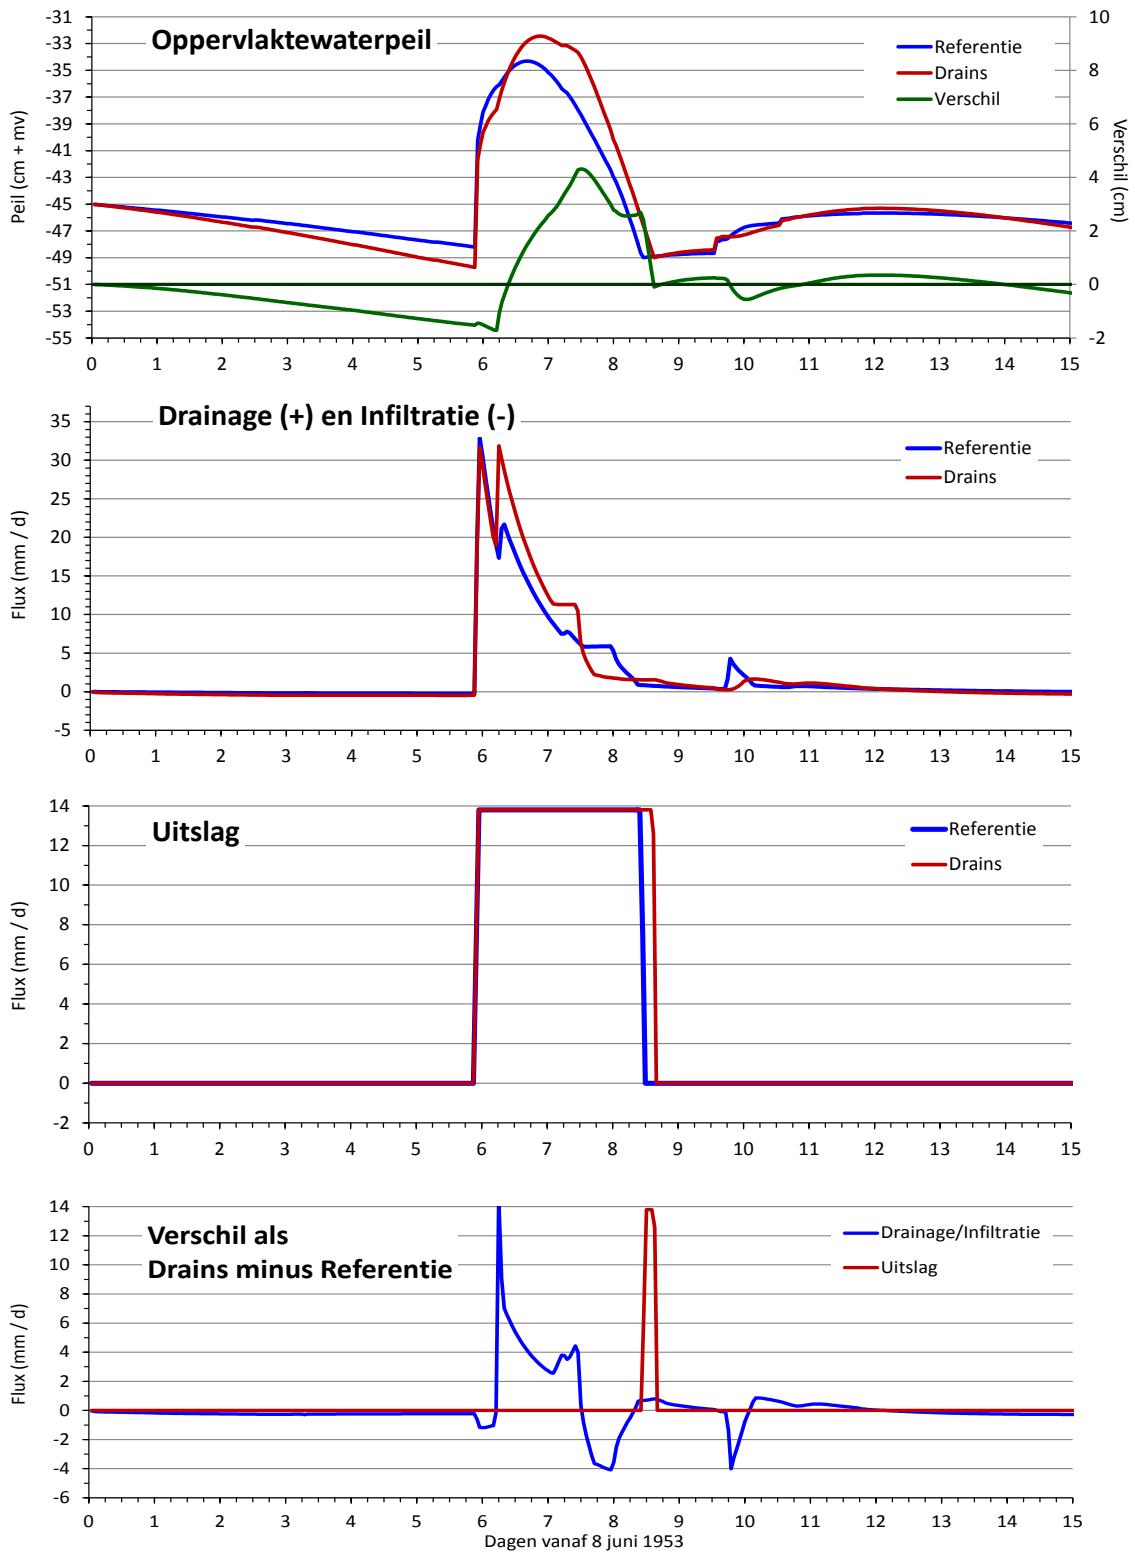 Oppervlaktewaterpeil
Peil (cm + mv)
Verschil (cm)
-31
-33
-35
-37
-39
-41
-43
-45
-47
-49
-51
-53
-55
10
8
6
4
2
0
-2
Referentie
Drains
Verschil
0 1 2 3 4 5 6 7 8 9 10 11 12 13 14 15
Drainage (+) en Infiltratie (-)
Flux (mm / d)
35
30
25
20
15
10
5
0
-5
Referentie
Drains
0 1 2 3 4 5 6 7 8 9 10 11 12 13 14 15
Uitslag
Flux (mm / d)
14
12
10
8
6
4
2
0
-2
Referentie
Drains
0 1 2 3 4 5 6 7 8 9 10 11 12 13 14 15
Verschil als
Drains minus Referentie
Flux (mm / d)
14
12
10
8
6
4
2
0
-2
-4
-6
Drainage/Infiltratie
Uitslag
0 1 2 3 4 5 6 7 8 9 10 11 12 13 14 15
Dagen vanaf 8 juni 1953